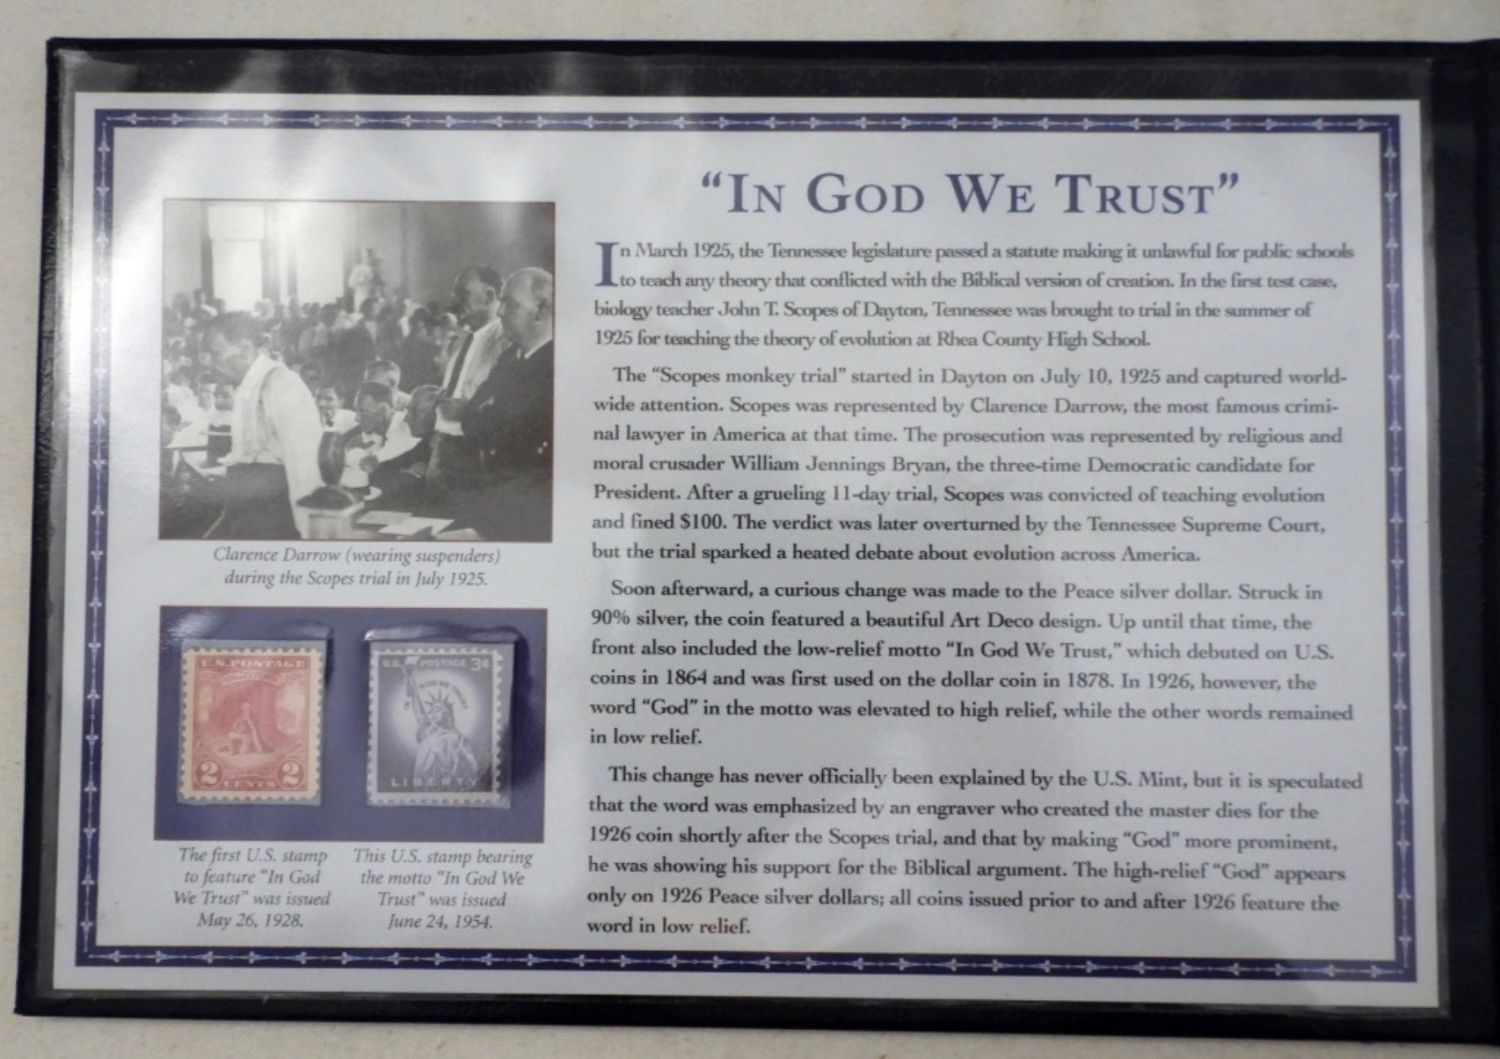 "IN GOD WE TRUST"
In March 1925, the Tennessee legislature passed a statute making it unlawful for public schools
to teach any theory that conflicted with the Biblical version of creation. In the first test case,
biology teacher John T. Scopes of Dayton, Tennessee was brought to trial in the summer of
1925 for teaching the theory of evolution at Rhea County High School.
The "Scopes monkey trial" started in Dayton on July 10, 1925 and captured world-
wide attention. Scopes was represented by Clarence Darrow, the most famous crimi-
nal lawyer in America at that time. The prosecution was represented by religious and
moral crusader William Jennings Bryan, the three-time Democratic candidate for
President. After a grueling 11-day trial, Scopes was convicted of teaching evolution
and fined $100. The verdict was later overturned by the Tennessee Supreme Court,
but the trial sparked a heated debate about evolution across America.
Soon afterward, a curious change was made to the Peace silver dollar. Struck in
90% silver, the coin featured a beautiful Art Deco design. Up until that time, the
front also included the low-relief motto "In God We Trust," which debuted on U.S.
coins in 1864 and was first used on the dollar coin in 1878. In 1926, however, the
word "God" in the motto was elevated to high relief, while the other words remained
in low relief.
This change has never officially been explained by the U.S. Mint, but it is speculated
that the word was emphasized by an engraver who created the master dies for the
1926 coin shortly after the Scopes trial, and that by making "God" more prominent,
he was showing his support for the Biblical argument. The high-relief "God" appears
only on 1926 Peace silver dollars; all coins issued prior to and after 1926 feature the
word in low relief.
Clarence Darrow (wearing suspenders)
during the Scopes trial in July 1925.
U.S. POSTAGE
2 CENTS 2
U.S. POSTAGE 3¢
IN GOD WE TRUST
LIBERTY
The first U.S. stamp
to feature "In God
We Trust" was issued
May 26, 1928.
This U.S. stamp bearing
the motto "In God We
Trust" was issued
June 24, 1954.